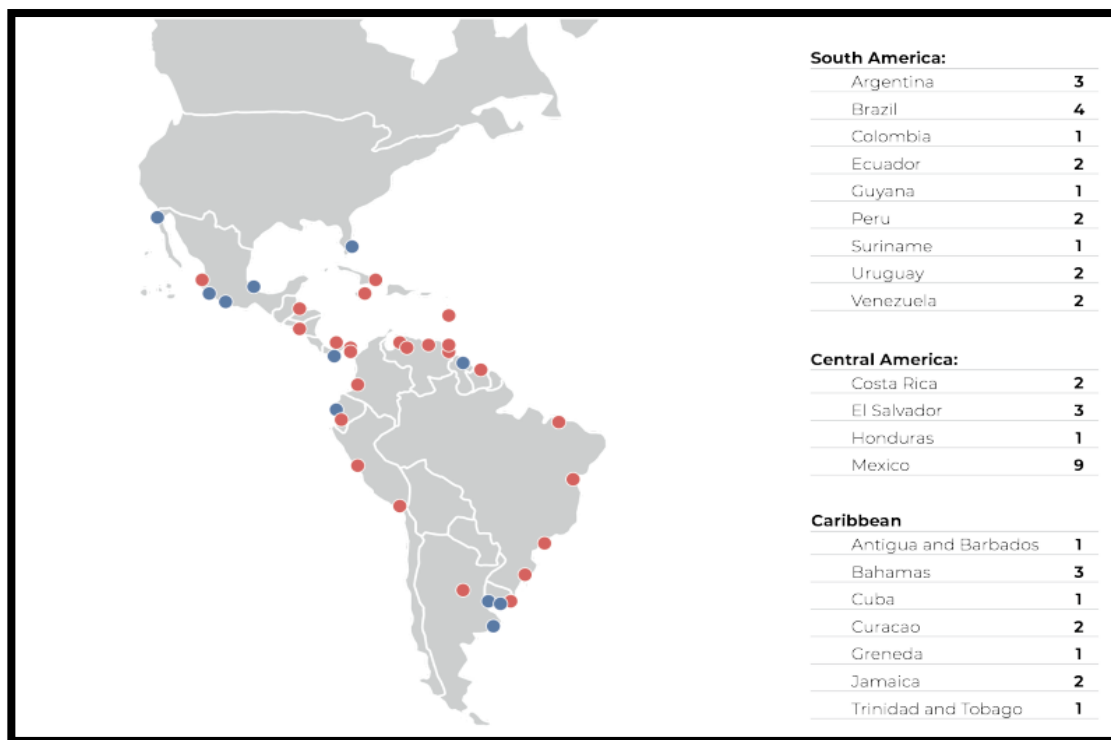 South America:
Argentina 3
Brazil 4
Colombia 1
Ecuador 2
Guyana 1
Peru 2
Suriname 1
Uruguay 2
Venezuela 2
Central America:
Costa Rica 2
El Salvador 3
Honduras 1
Mexico 9
Caribbean
Antigua and Barbados 1
Bahamas 3
Cuba 1
Curacao 2
Greneda 1
Jamaica 2
Trinidad and Tobago 1